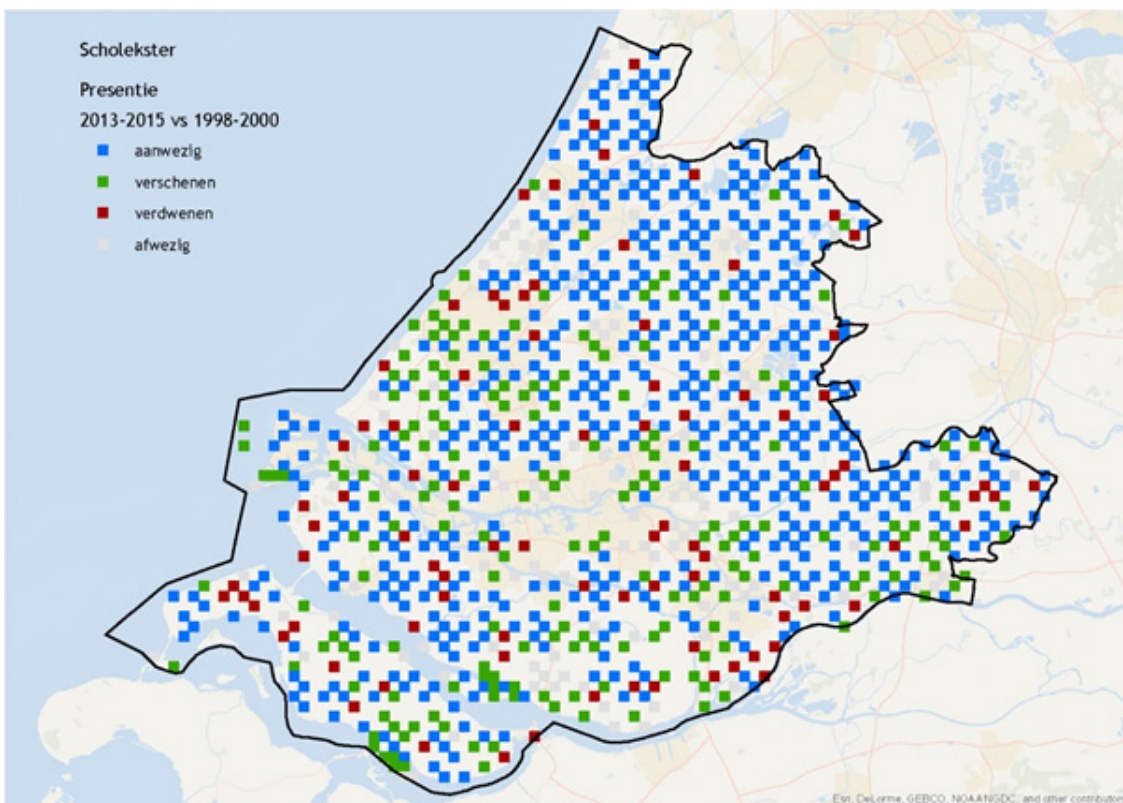 Scholekster
Presentie
2013-2015 vs 1998-2000
aanwezig
verschenen
verdwenen
afwezig
Esri, DeLorme, GEBCO, NOAA NGDC, and other contributors